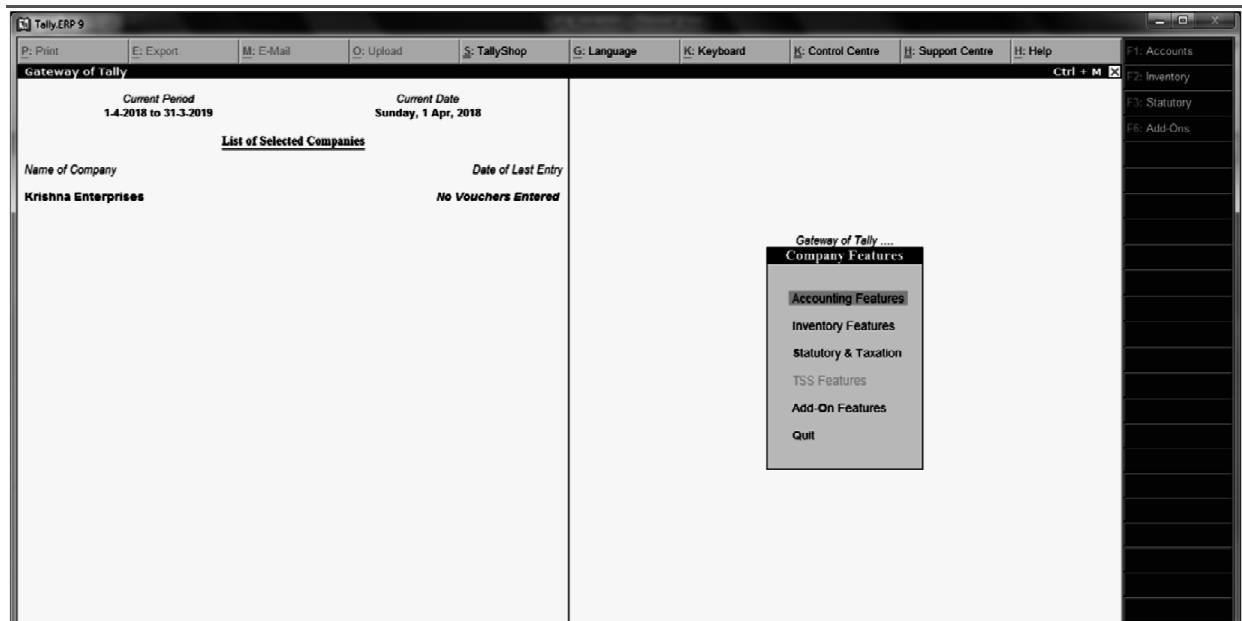 Tally.ERP 9
P: Print E: Export M: E-Mail O: Upload S: TallyShop G: Language K: Keyboard K: Control Centre H: Support Centre H: Help
F1: Accounts
Gateway of Tally Ctrl + M
F2: Inventory
F3: Statutory
F6: Add-Ons
Current Period Current Date
1-4-2018 to 31-3-2019 Sunday, 1 Apr, 2018
List of Selected Companies
Name of Company Date of Last Entry
Krishna Enterprises No Vouchers Entered
Gateway of Tally ....
Company Features
Accounting Features
Inventory Features
Statutory & Taxation
TSS Features
Add-On Features
Quit